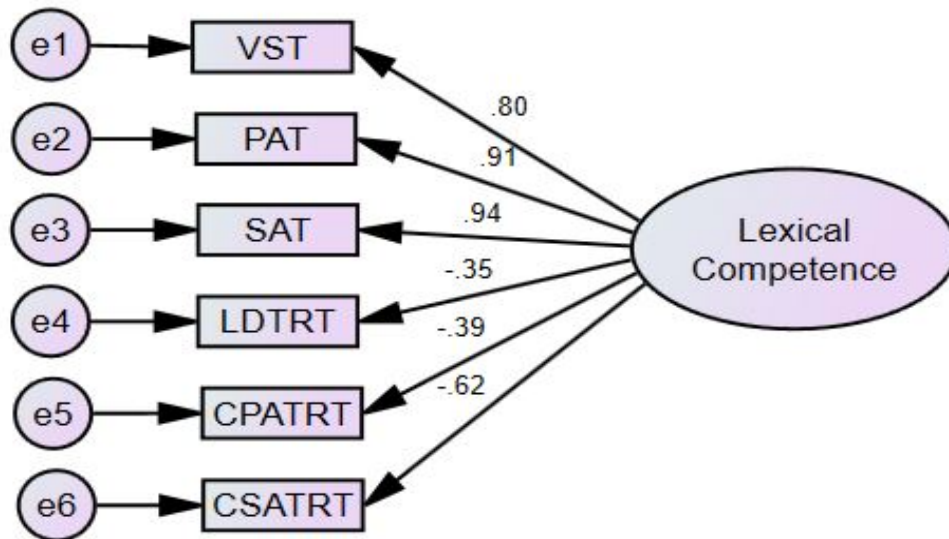 e1
VST
.80
e2
PAT
.91
e3
SAT
.94
Lexical
Competence
e4
LDTRT
-.35
e5
CPATRT
-.39
e6
CSATRT
-.62